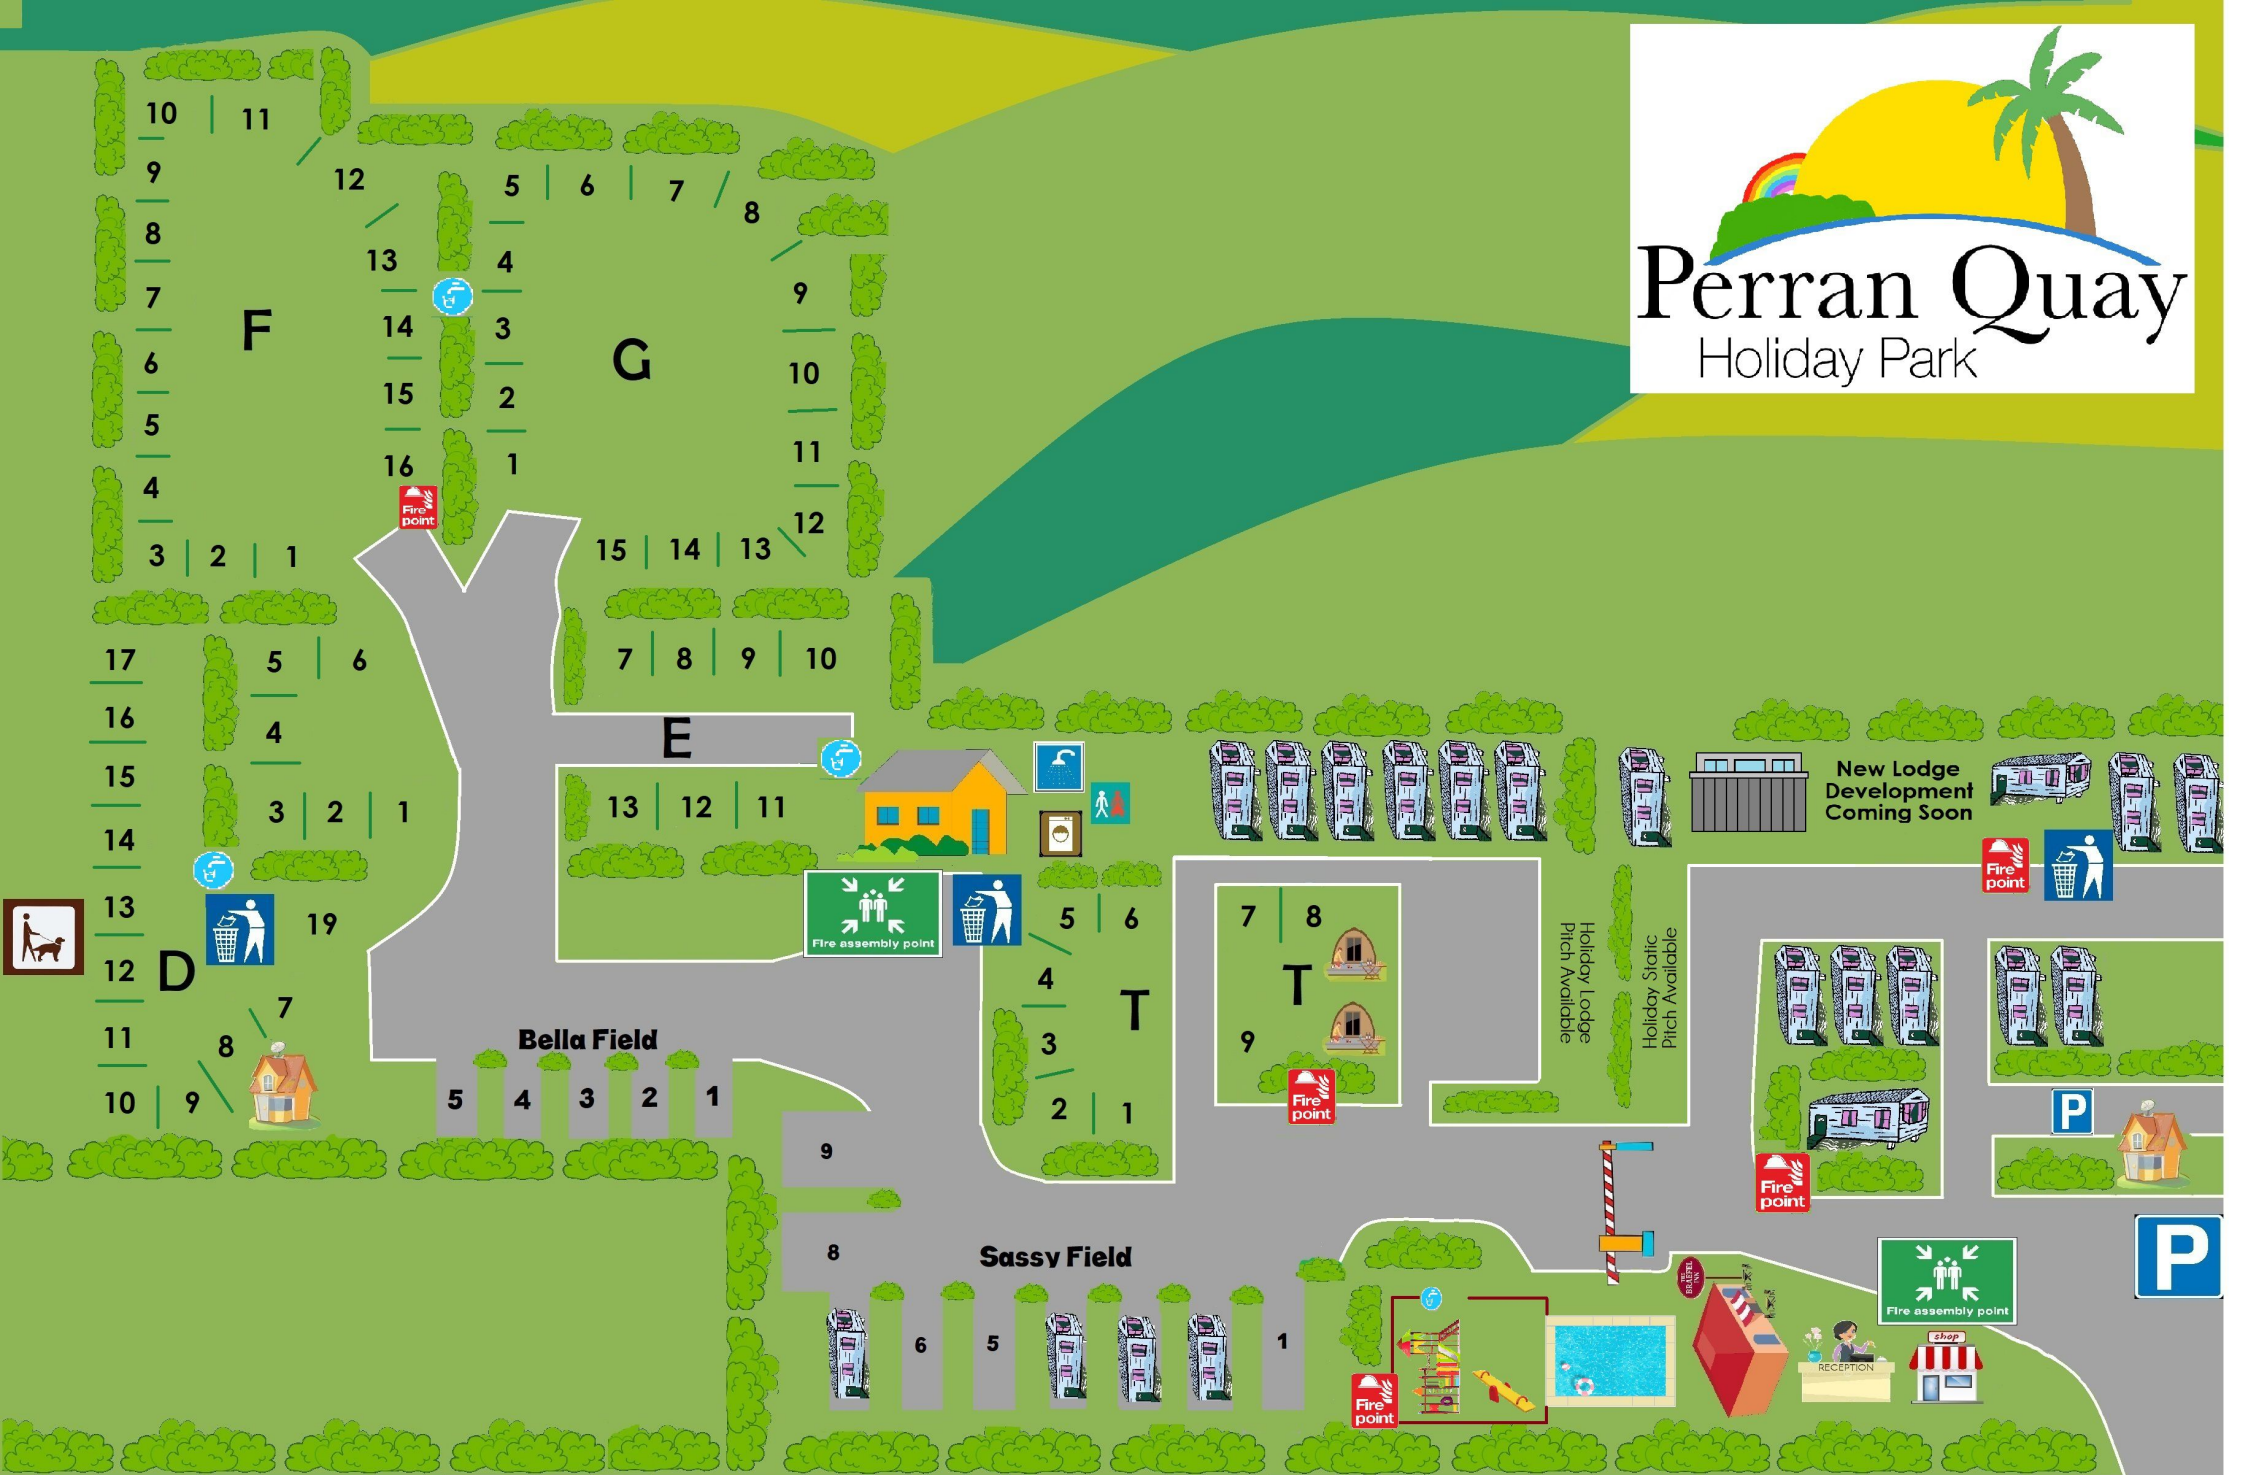 Perran Quay
Holiday Park
10 11
9
12
8
13
7
14
6
15
5
16
4
3 2 1
F
Fire
point
5 6 7
8
4
9
3
10
2
11
1
12
15 14 13
G
7 8 9 10
E
13 12 11
17
16
15
14
13
12
11
10 9
8
7
19
D
5 6
4
3 2 1
Fire assembly point
Bella Field
5 4 3 2 1
5 6
4
T
3
2 1
7 8
T
9
Fire
point
Holiday Lodge
Pitch Available
Holiday Static
Pitch Available
New Lodge
Development
Coming Soon
Fire
point
Fire
point
P
P
9
8
Sassy Field
6 5 1
Fire
point
THE
BRAEFEL
INN
RECEPTION
shop
Fire assembly point